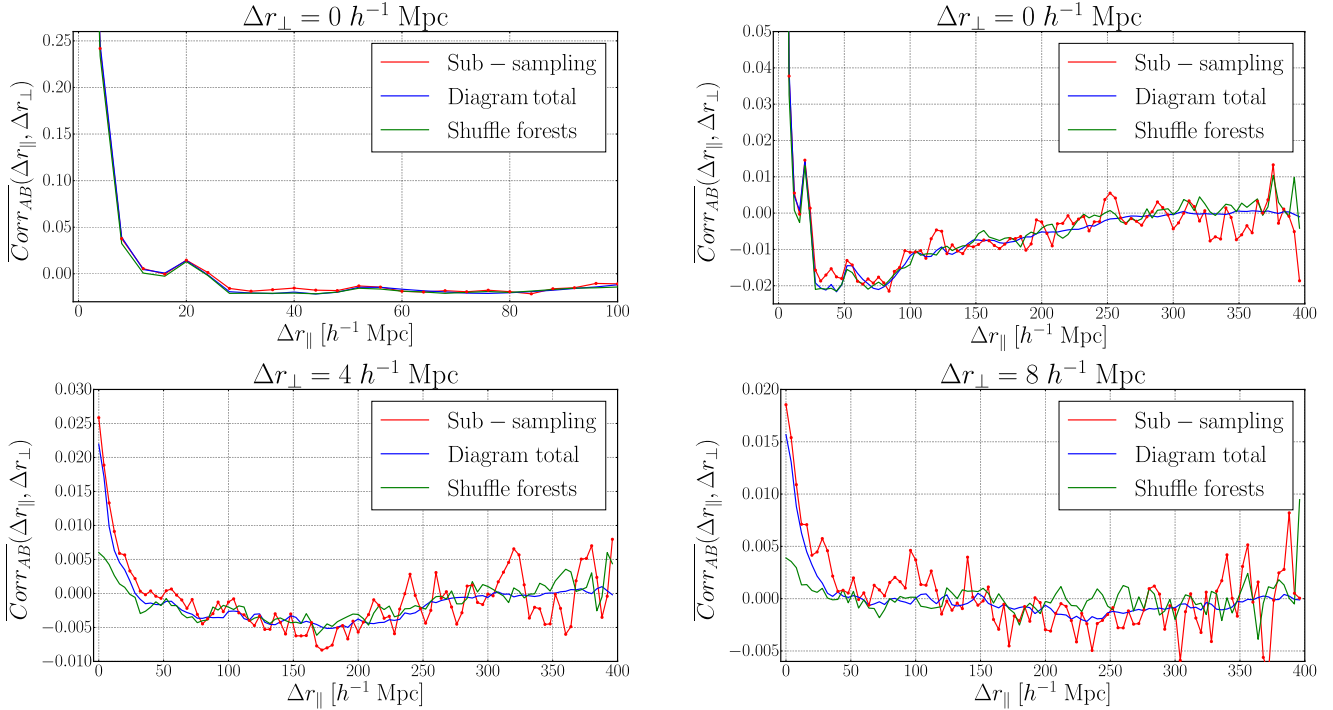 Δr⊥ = 0 h⁻¹ Mpc
0.25
0.20
0.15
0.10
0.05
0.00
0 20 40 60 80 100
Δr∥ [h⁻¹ Mpc]
Corr_AB(Δr∥, Δr⊥)
Sub − sampling
Diagram total
Shuffle forests
Δr⊥ = 0 h⁻¹ Mpc
0.05
0.04
0.03
0.02
0.01
0.00
−0.01
−0.02
0 50 100 150 200 250 300 350 400
Δr∥ [h⁻¹ Mpc]
Corr_AB(Δr∥, Δr⊥)
Sub − sampling
Diagram total
Shuffle forests
Δr⊥ = 4 h⁻¹ Mpc
0.030
0.025
0.020
0.015
0.010
0.005
0.000
−0.005
−0.010
0 50 100 150 200 250 300 350 400
Δr∥ [h⁻¹ Mpc]
Corr_AB(Δr∥, Δr⊥)
Sub − sampling
Diagram total
Shuffle forests
Δr⊥ = 8 h⁻¹ Mpc
0.020
0.015
0.010
0.005
0.000
−0.005
0 50 100 150 200 250 300 350 400
Δr∥ [h⁻¹ Mpc]
Corr_AB(Δr∥, Δr⊥)
Sub − sampling
Diagram total
Shuffle forests